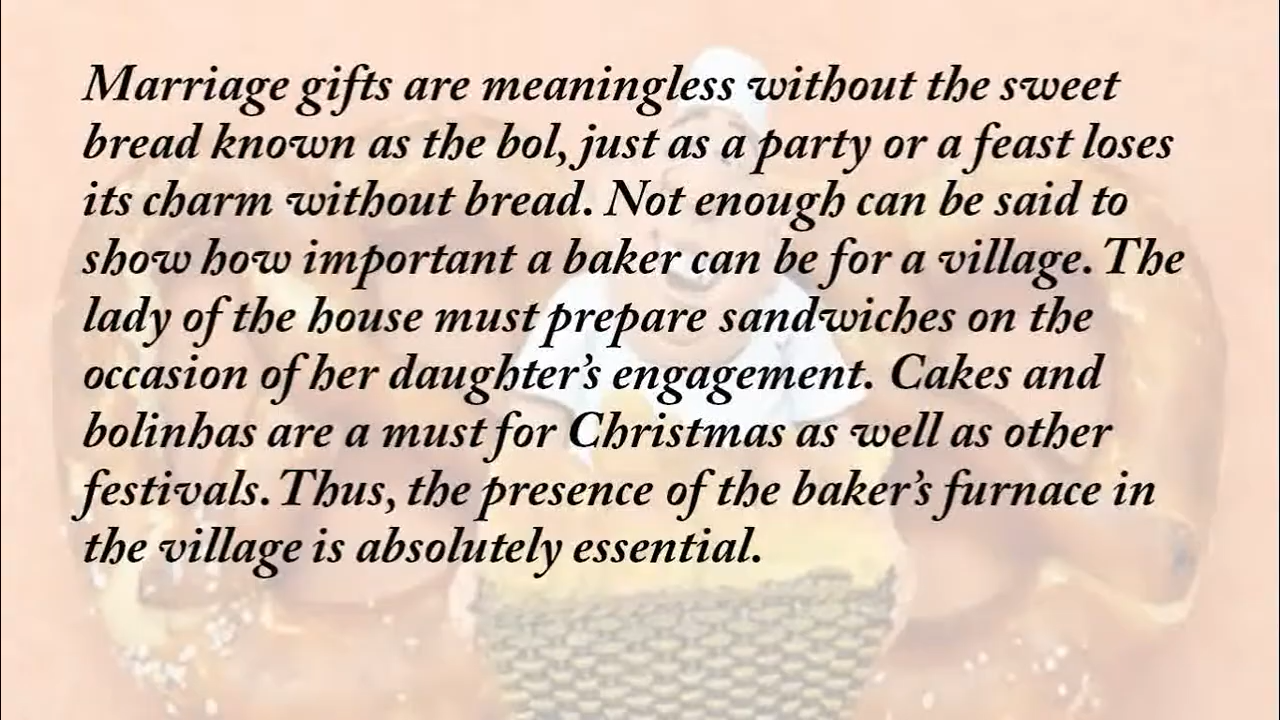 Marriage gifts are meaningless without the sweet
bread known as the bol, just as a party or a feast loses
its charm without bread. Not enough can be said to
show how important a baker can be for a village. The
lady of the house must prepare sandwiches on the
occasion of her daughter’s engagement. Cakes and
bolinhas are a must for Christmas as well as other
festivals. Thus, the presence of the baker’s furnace in
the village is absolutely essential.